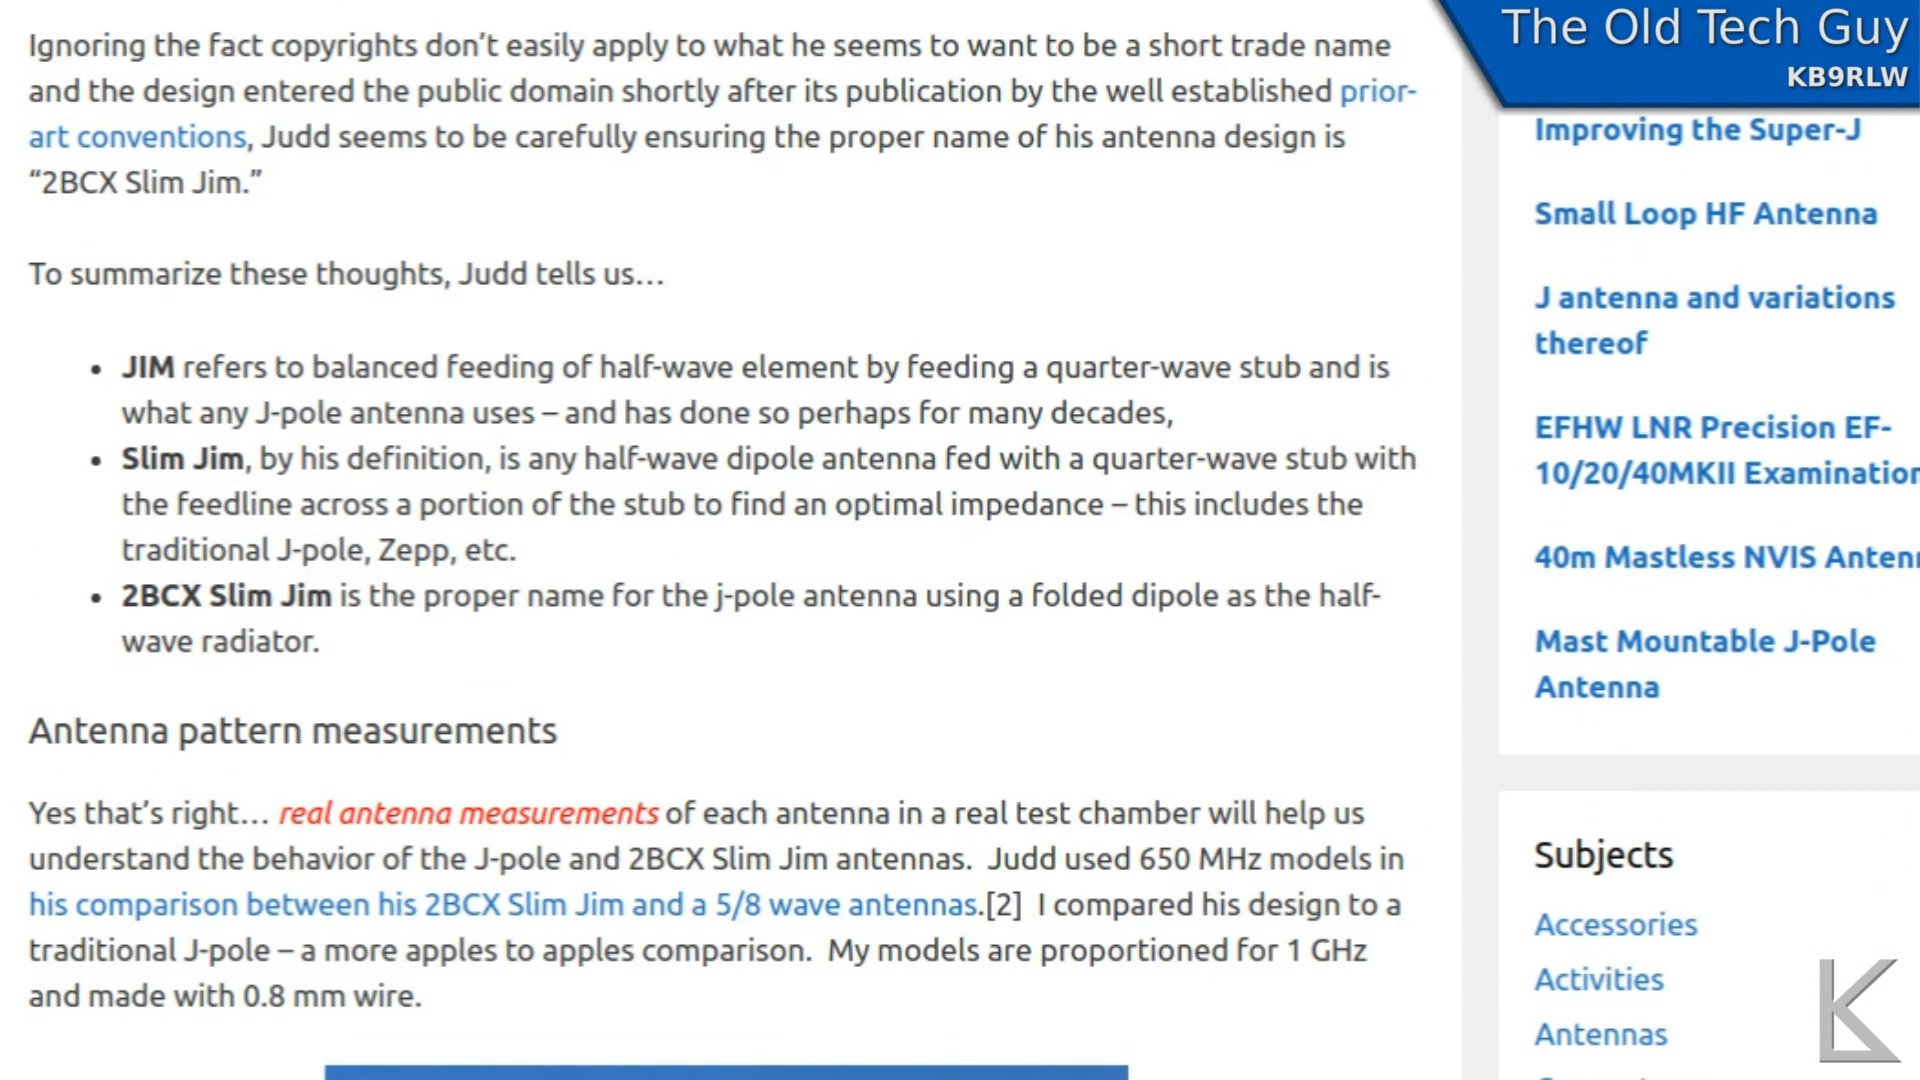 Ignoring the fact copyrights don’t easily apply to what he seems to want to be a short trade name
and the design entered the public domain shortly after its publication by the well established prior-
art conventions, Judd seems to be carefully ensuring the proper name of his antenna design is
“2BCX Slim Jim.”
To summarize these thoughts, Judd tells us…
• JIM refers to balanced feeding of half-wave element by feeding a quarter-wave stub and is
what any J-pole antenna uses – and has done so perhaps for many decades,
• Slim Jim, by his definition, is any half-wave dipole antenna fed with a quarter-wave stub with
the feedline across a portion of the stub to find an optimal impedance – this includes the
traditional J-pole, Zepp, etc.
• 2BCX Slim Jim is the proper name for the j-pole antenna using a folded dipole as the half-
wave radiator.
Antenna pattern measurements
Yes that’s right… real antenna measurements of each antenna in a real test chamber will help us
understand the behavior of the J-pole and 2BCX Slim Jim antennas.  Judd used 650 MHz models in
his comparison between his 2BCX Slim Jim and a 5/8 wave antennas.[2]  I compared his design to a
traditional J-pole – a more apples to apples comparison.  My models are proportioned for 1 GHz
and made with 0.8 mm wire.
The Old Tech Guy
KB9RLW
Improving the Super-J
Small Loop HF Antenna
J antenna and variations
thereof
EFHW LNR Precision EF-
10/20/40MKII Examination
40m Mastless NVIS Anten
Mast Mountable J-Pole
Antenna
Subjects
Accessories
Activities
Antennas
K